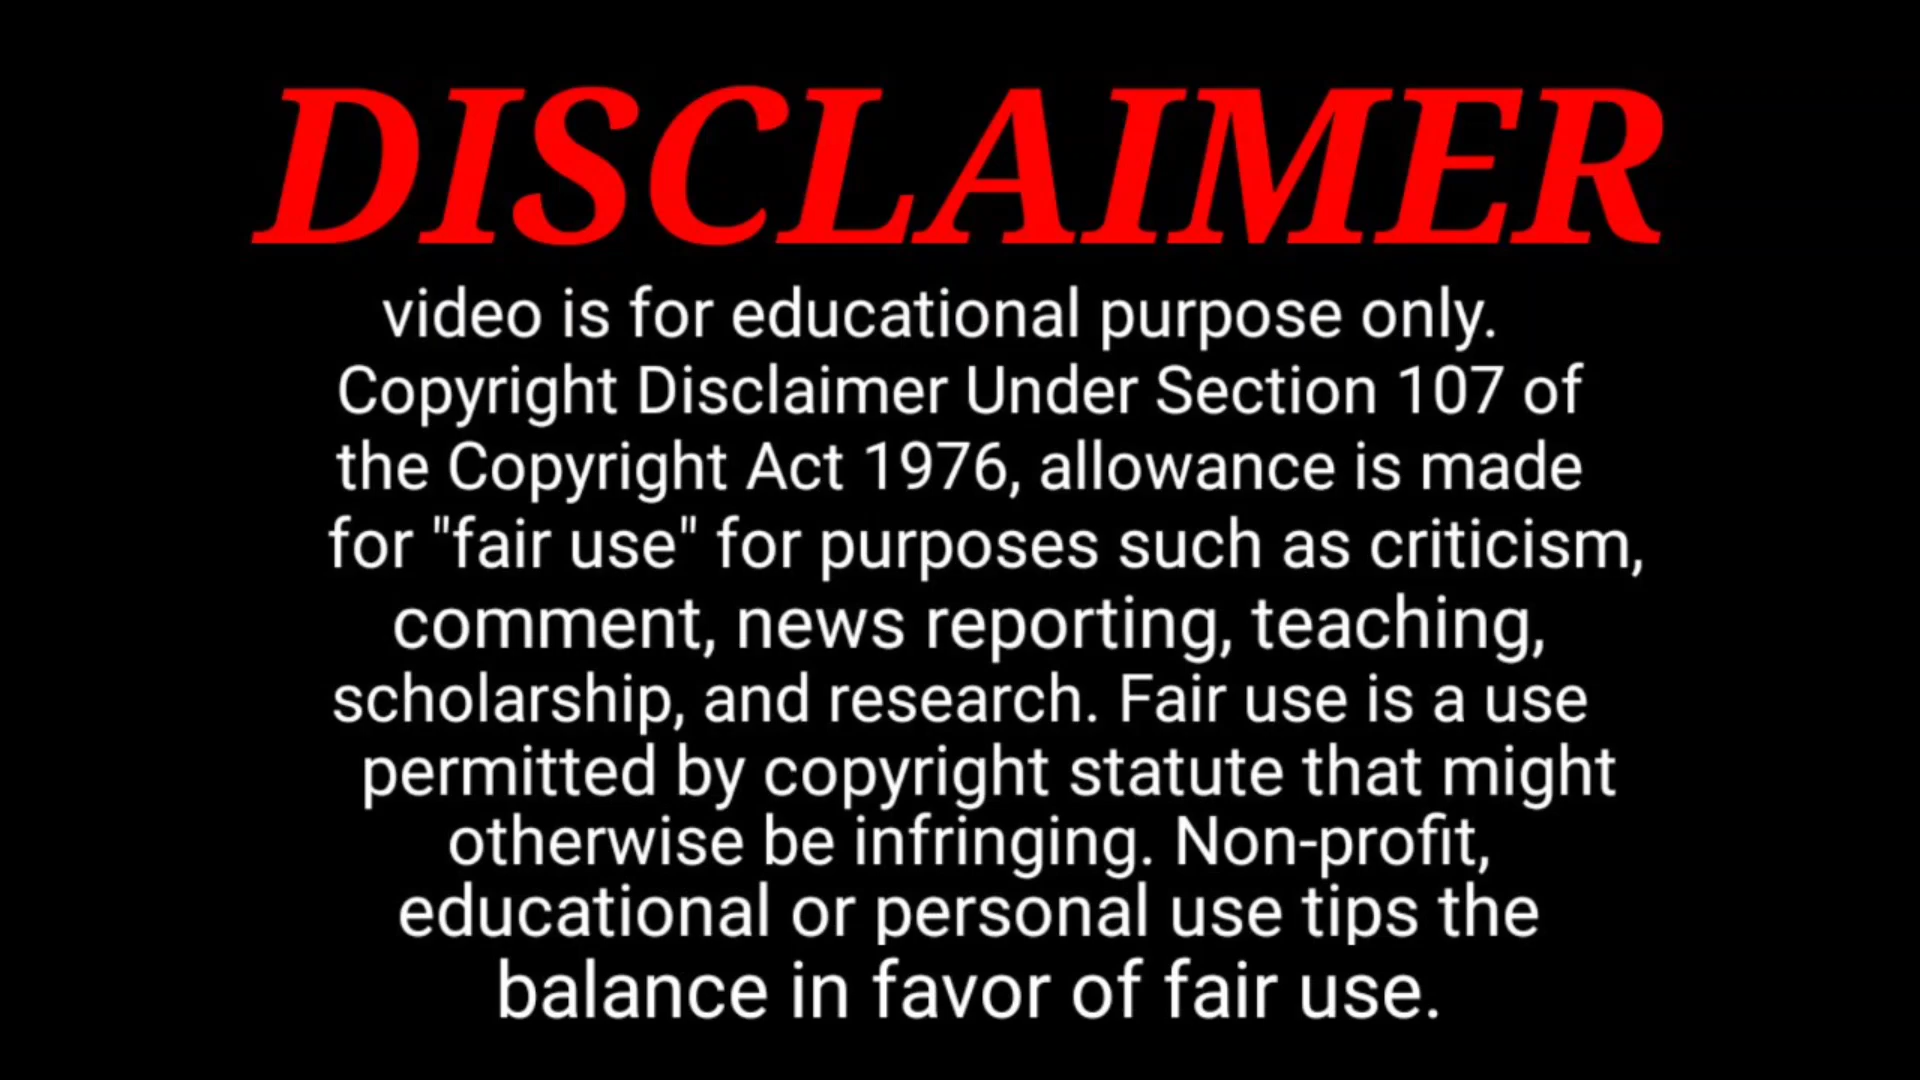 DISCLAIMER
video is for educational purpose only.
Copyright Disclaimer Under Section 107 of
the Copyright Act 1976, allowance is made
for "fair use" for purposes such as criticism,
comment, news reporting, teaching,
scholarship, and research. Fair use is a use
permitted by copyright statute that might
otherwise be infringing. Non-profit,
educational or personal use tips the
balance in favor of fair use.